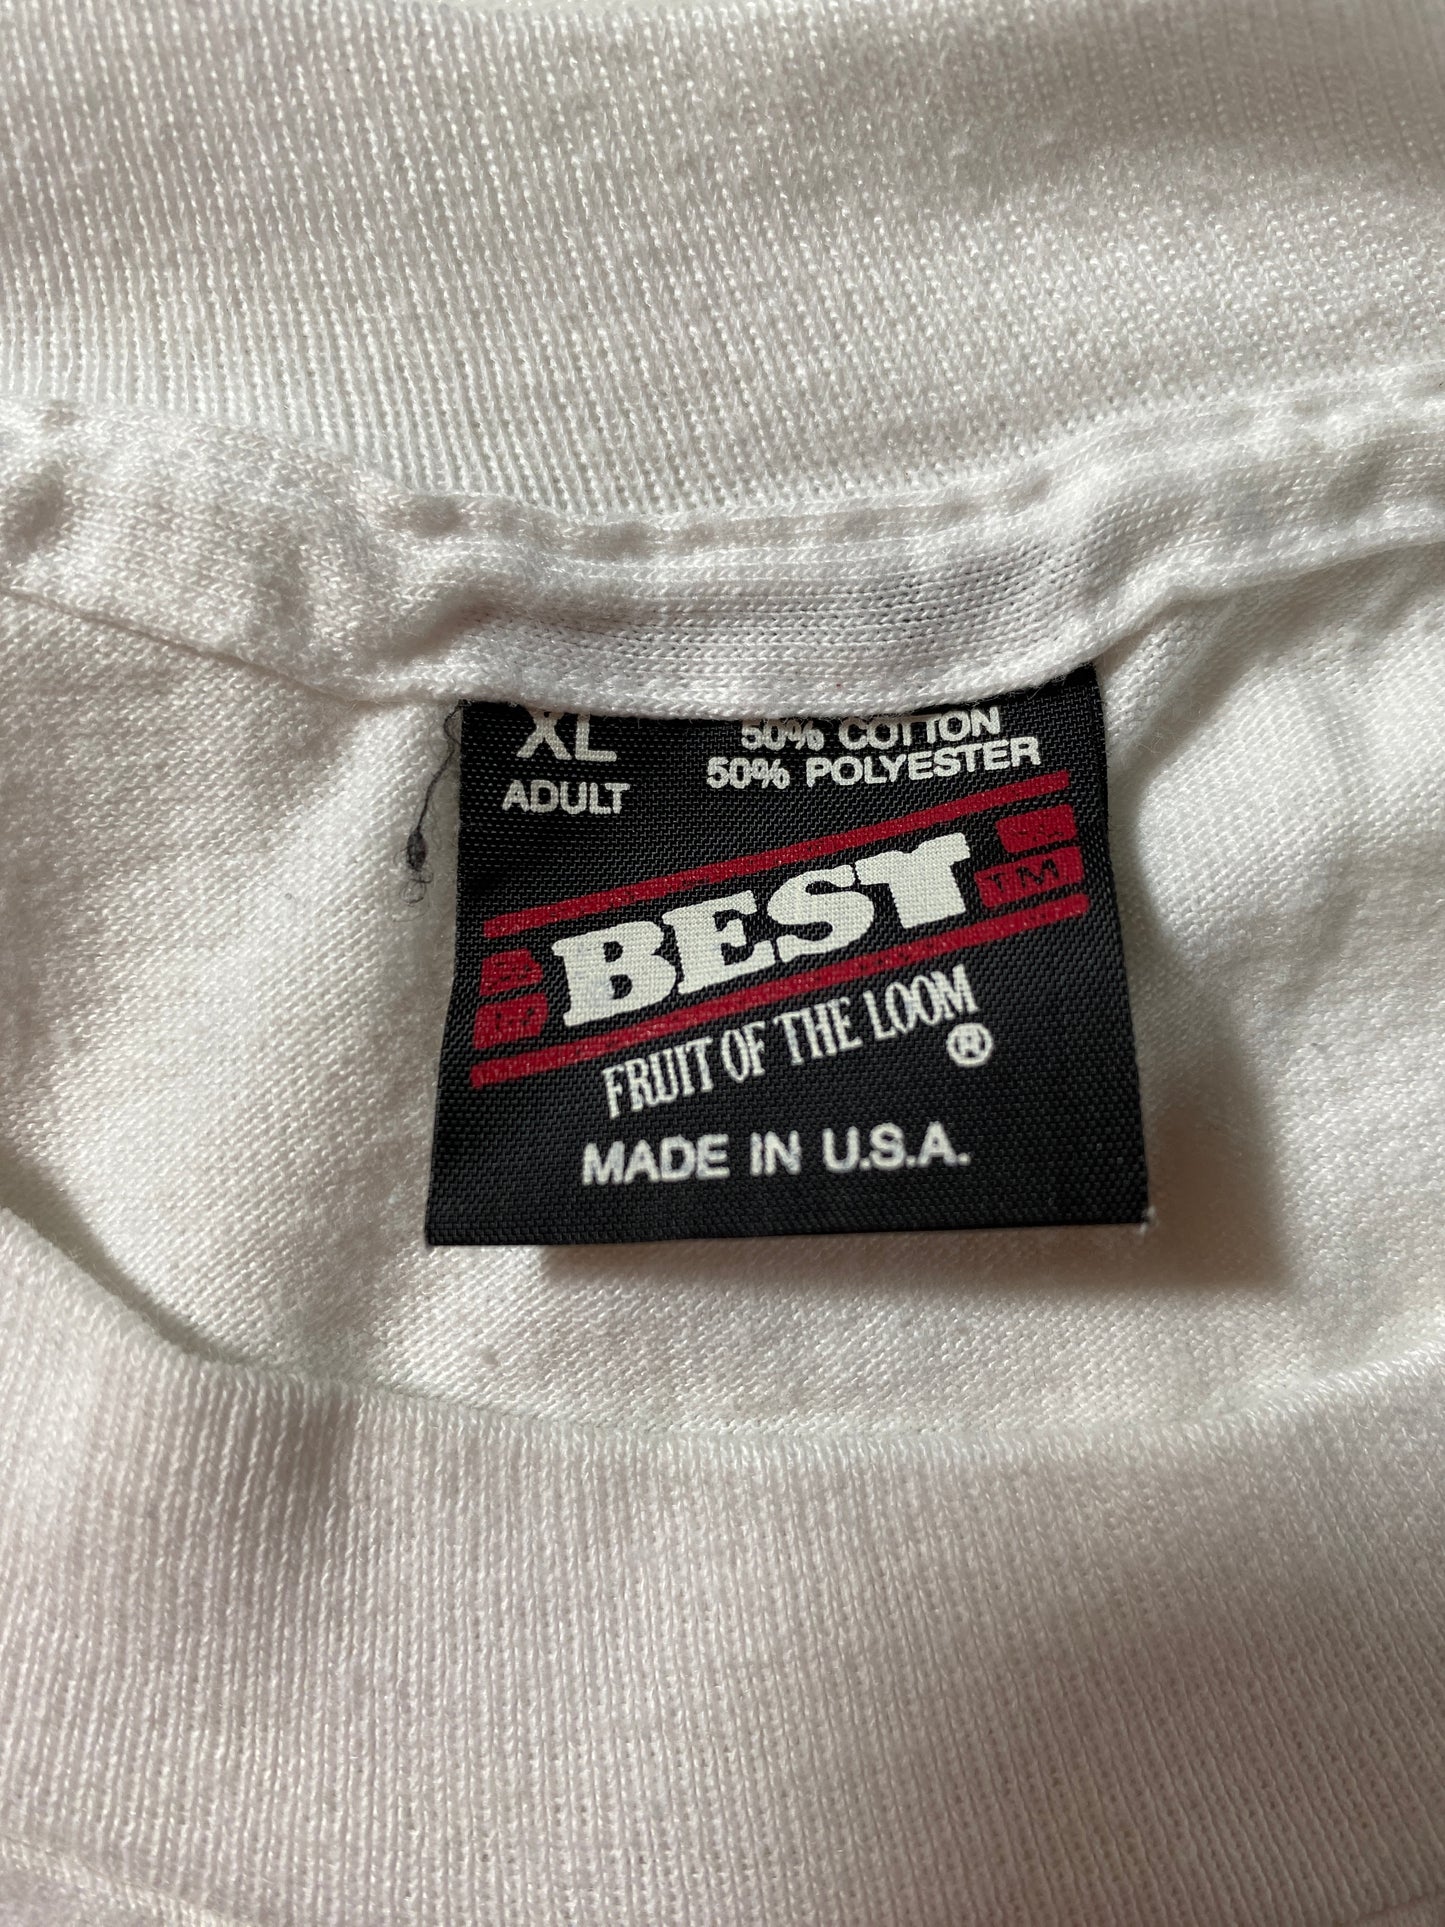 XL
ADULT
50% COTTON
50% POLYESTER
BEST
TM
FRUIT OF THE LOOM
®
MADE IN U.S.A.